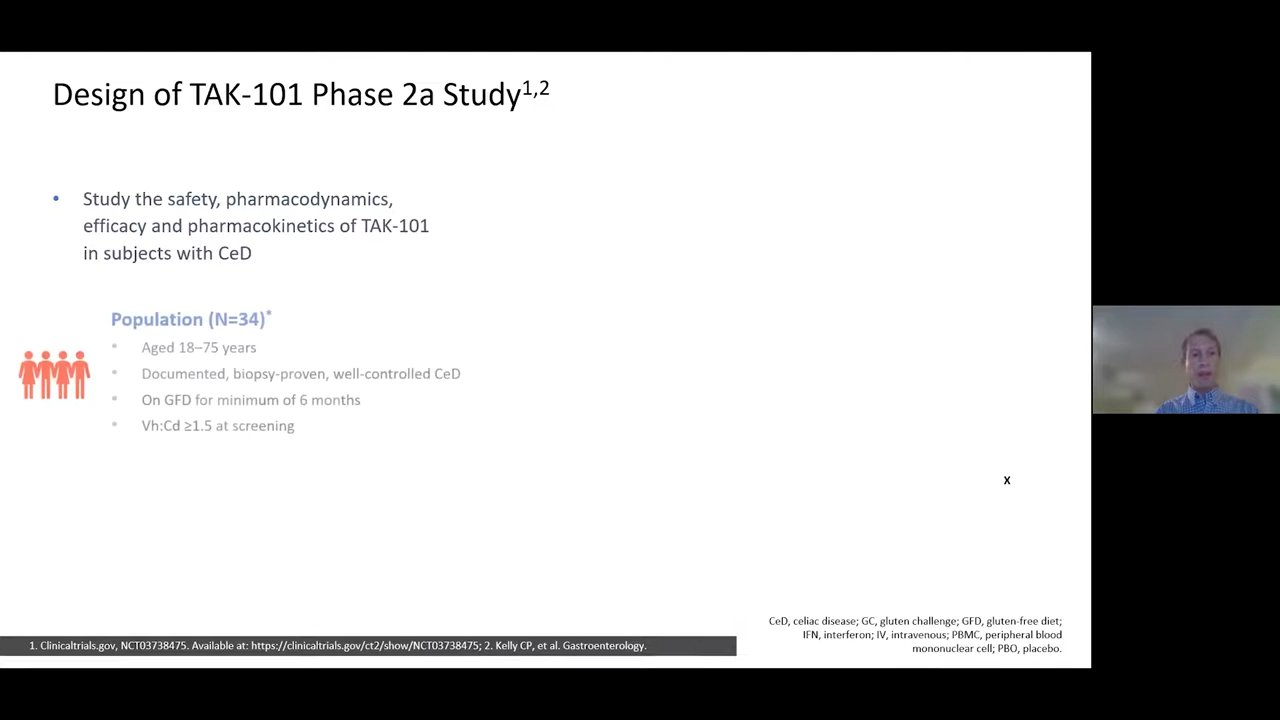 Design of TAK-101 Phase 2a Study1,2
• Study the safety, pharmacodynamics,
efficacy and pharmacokinetics of TAK-101
in subjects with CeD
Population (N=34)*
• Aged 18–75 years
• Documented, biopsy-proven, well-controlled CeD
• On GFD for minimum of 6 months
• Vh:Cd ≥1.5 at screening
x
CeD, celiac disease; GC, gluten challenge; GFD, gluten-free diet;
IFN, interferon; IV, intravenous; PBMC, peripheral blood
mononuclear cell; PBO, placebo.
1. Clinicaltrials.gov, NCT03738475. Available at: https://clinicaltrials.gov/ct2/show/NCT03738475; 2. Kelly CP, et al. Gastroenterology.